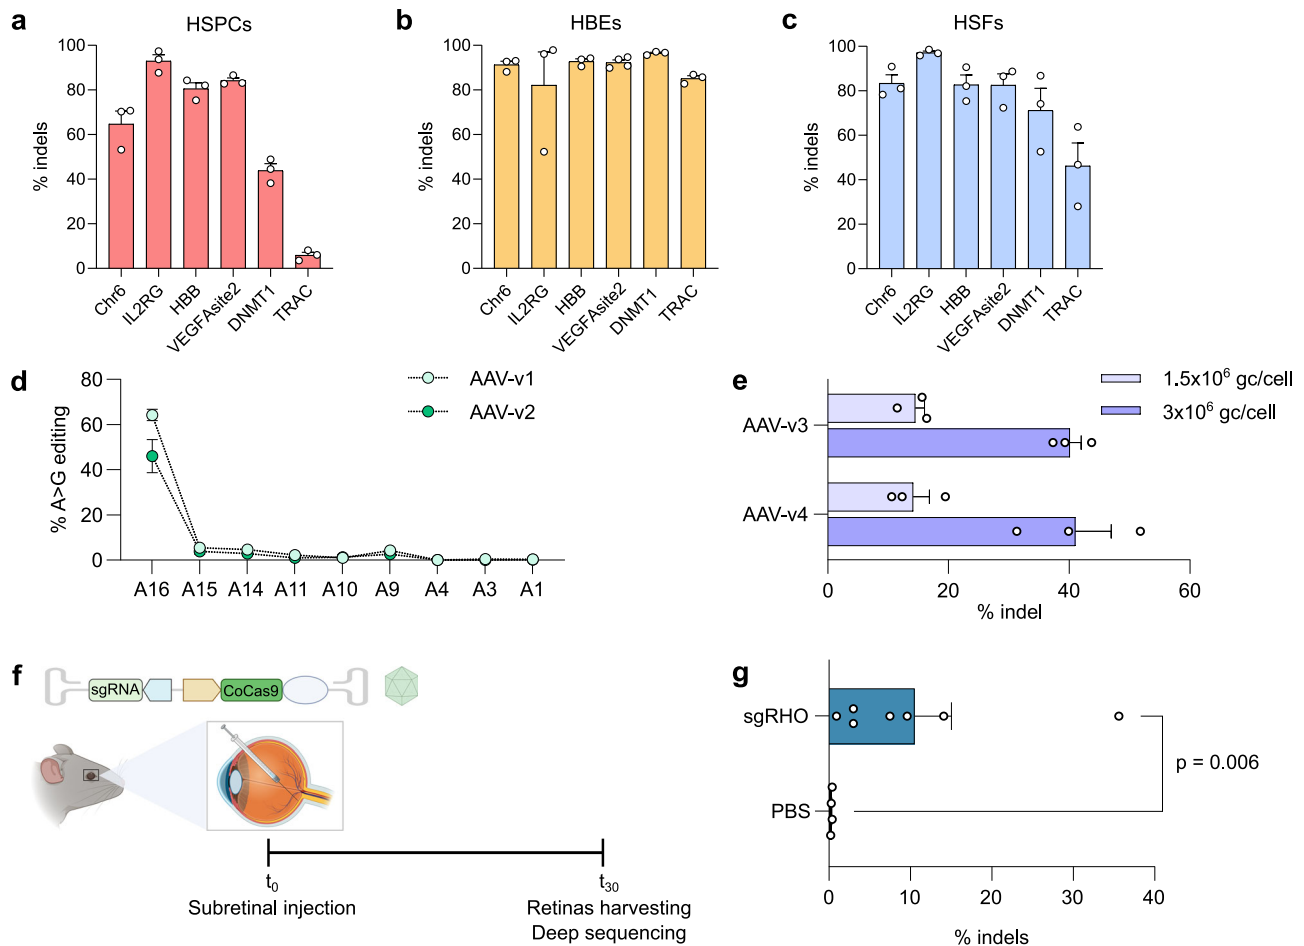 a
HSPCs
% indels
100
80
60
40
20
0
Chr6
IL2RG
HBB
VEGFAsite2
DNMT1
TRAC
b
HBEs
% indels
100
80
60
40
20
0
Chr6
IL2RG
HBB
VEGFAsite2
DNMT1
TRAC
c
HSFs
% indels
100
80
60
40
20
0
Chr6
IL2RG
HBB
VEGFAsite2
DNMT1
TRAC
d
% A>G editing
80
60
40
20
0
A16 A15 A14 A11 A10 A9 A4 A3 A1
AAV-v1
AAV-v2
e
1.5x10⁶ gc/cell
3x10⁶ gc/cell
AAV-v3
AAV-v4
0 20 40 60
% indel
f
sgRNA
CoCas9
t₀
Subretinal injection
t₃₀
Retinas harvesting
Deep sequencing
g
sgRHO
PBS
p = 0.006
0 10 20 30 40
% indels